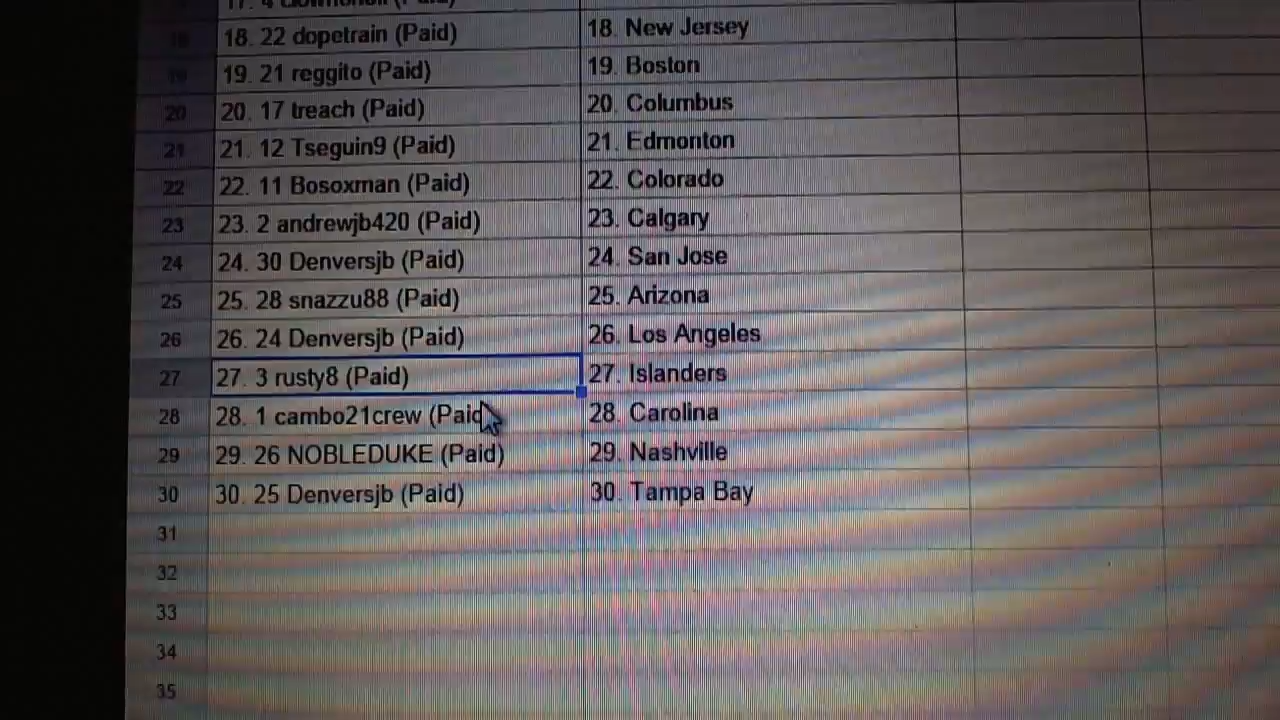 18 18. 22 dopetrain (Paid) 18. New Jersey
19 19. 21 reggito (Paid) 19. Boston
20 20. 17 treach (Paid) 20. Columbus
21 21. 12 Tseguin9 (Paid) 21. Edmonton
22 22. 11 Bosoxman (Paid) 22. Colorado
23 23. 2 andrewjb420 (Paid) 23. Calgary
24 24. 30 Denversjb (Paid) 24. San Jose
25 25. 28 snazzu88 (Paid) 25. Arizona
26 26. 24 Denversjb (Paid) 26. Los Angeles
27 27. 3 rusty8 (Paid) 27. Islanders
28 28. 1 cambo21crew (Paid 28. Carolina
29 29. 26 NOBLEDUKE (Paid) 29. Nashville
30 30. 25 Denversjb (Paid) 30. Tampa Bay
31
32
33
34
35